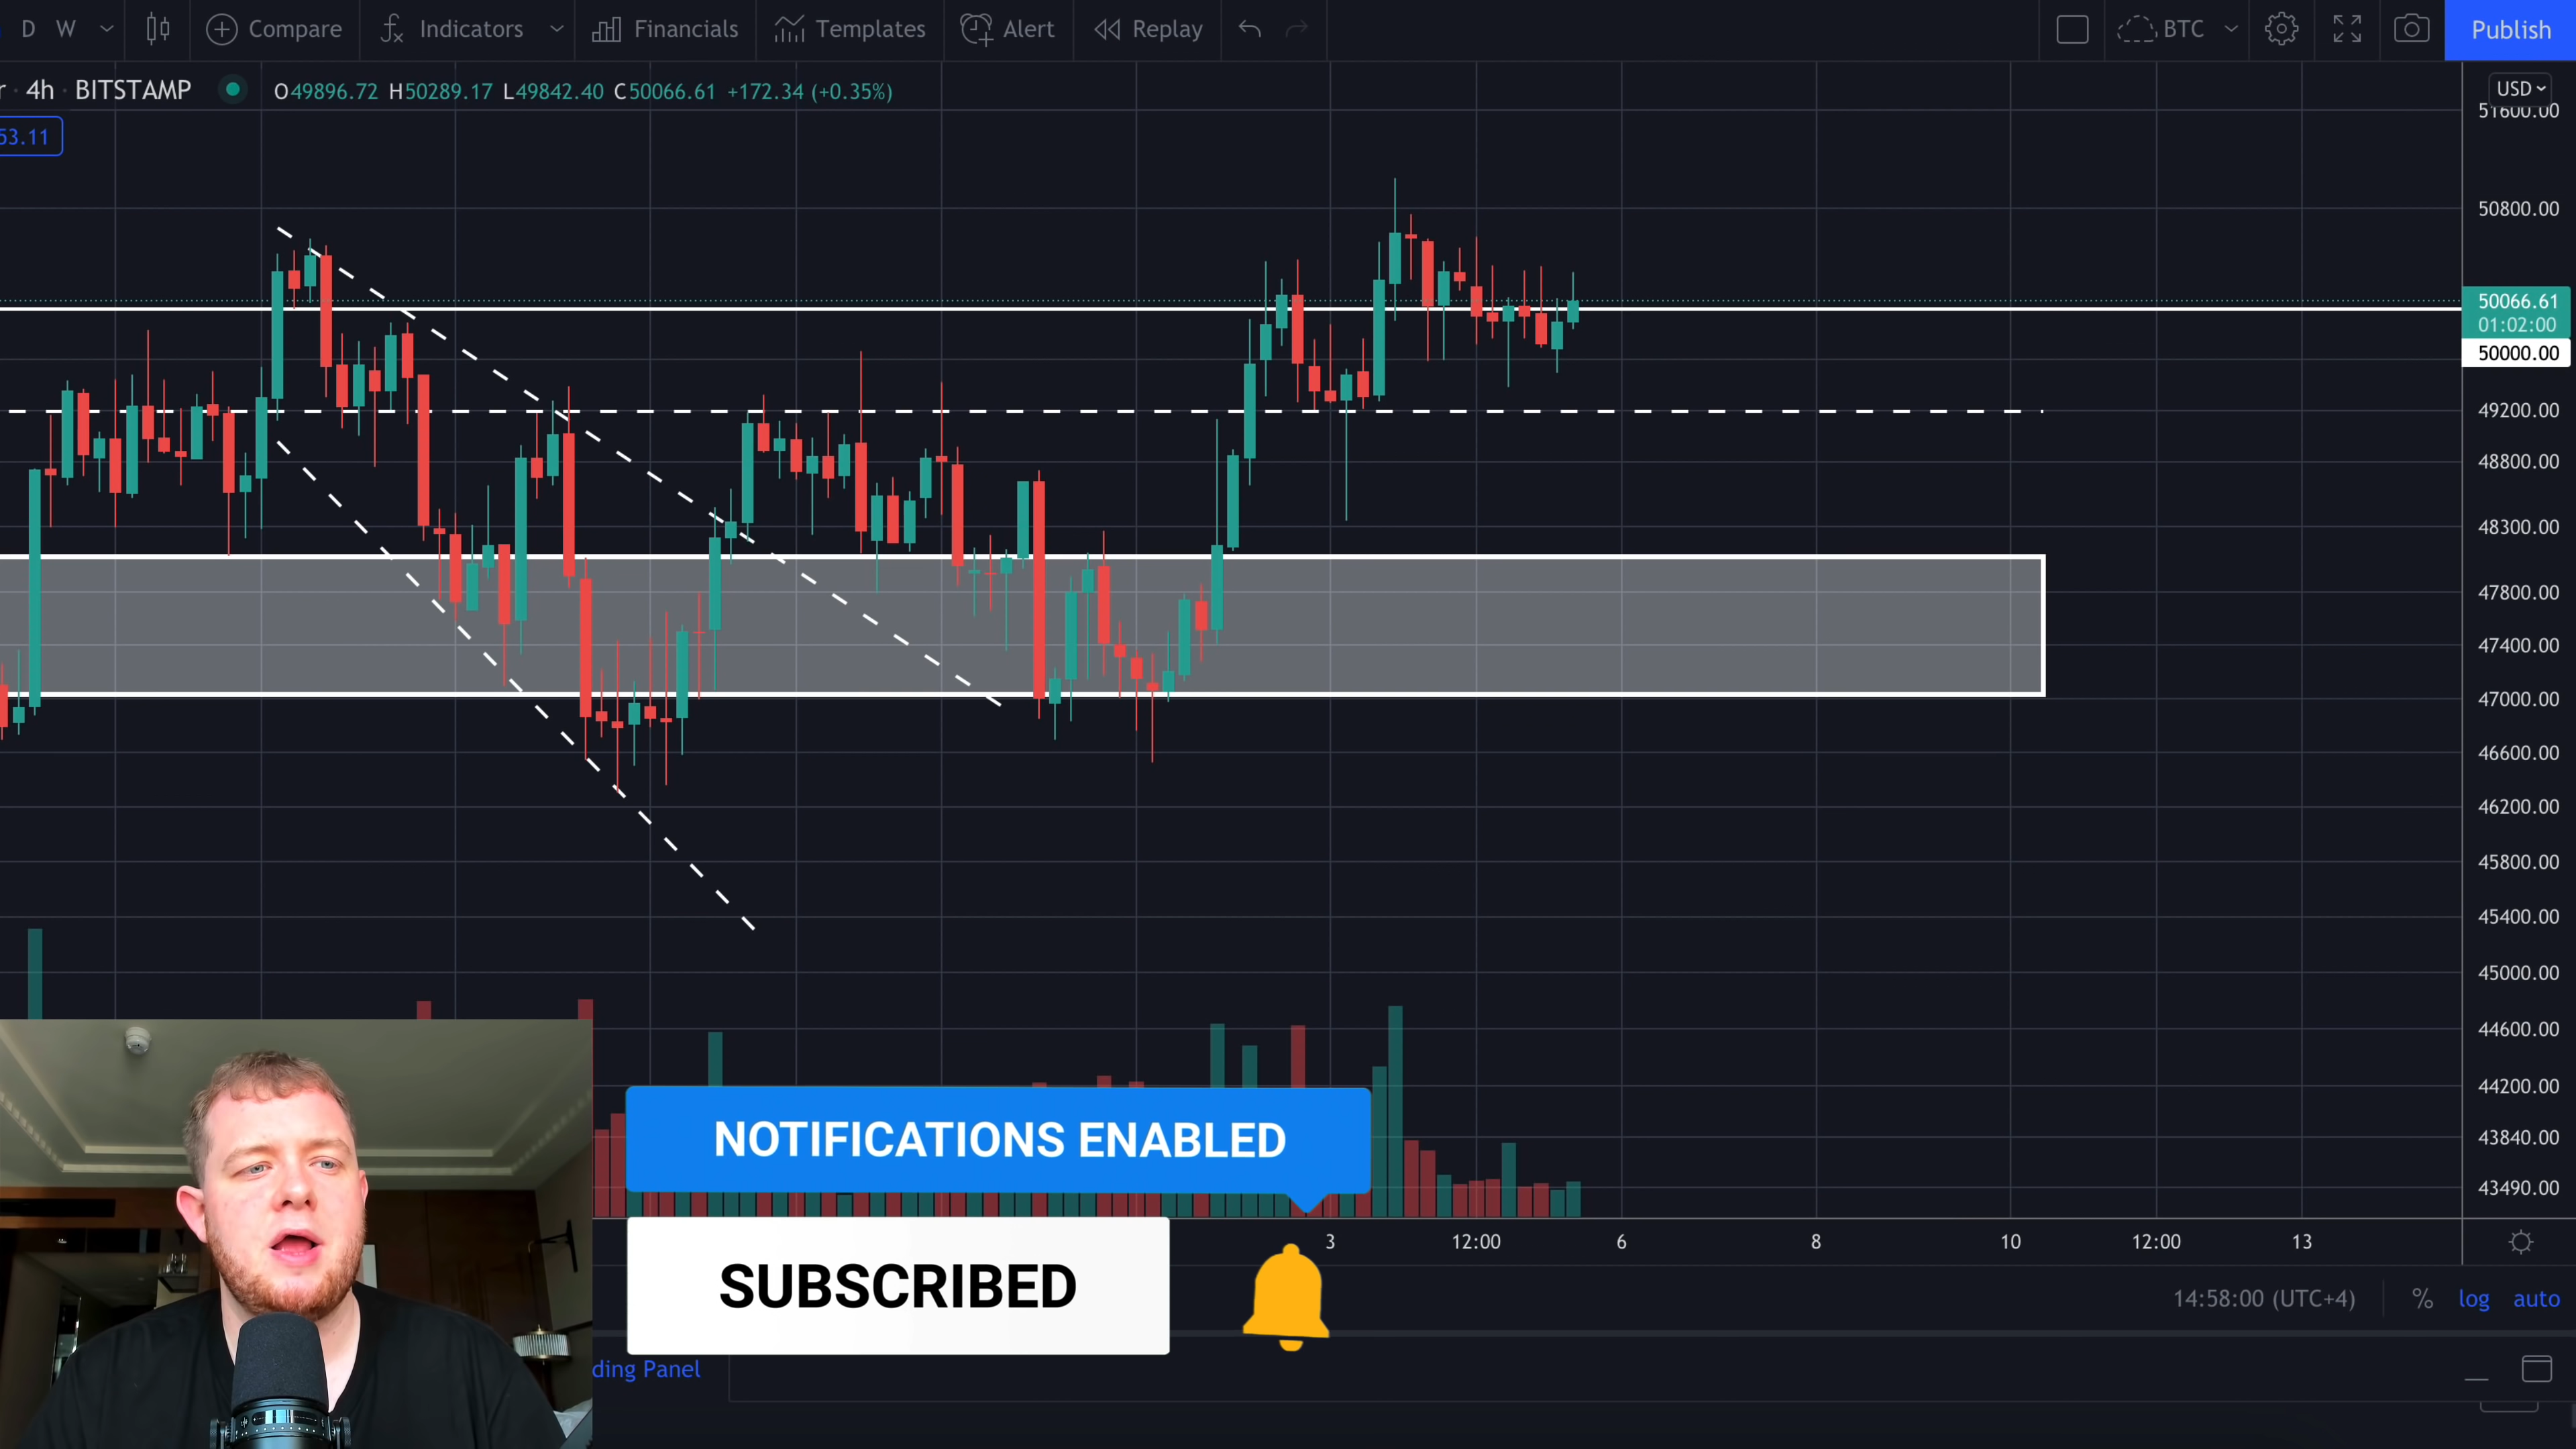 D W Compare Indicators Financials Templates Alert Replay BTC Publish
r · 4h · BITSTAMP O49896.72 H50289.17 L49842.40 C50066.61 +172.34 (+0.35%)
USD
53.11
51600.00
50800.00
50066.61
01:02:00
50000.00
49200.00
48800.00
48300.00
47800.00
47400.00
47000.00
46600.00
46200.00
45800.00
45400.00
45000.00
44600.00
44200.00
43840.00
43490.00
NOTIFICATIONS ENABLED
SUBSCRIBED
3 12:00 6 8 10 12:00 13
14:58:00 (UTC+4) % log auto
ding Panel